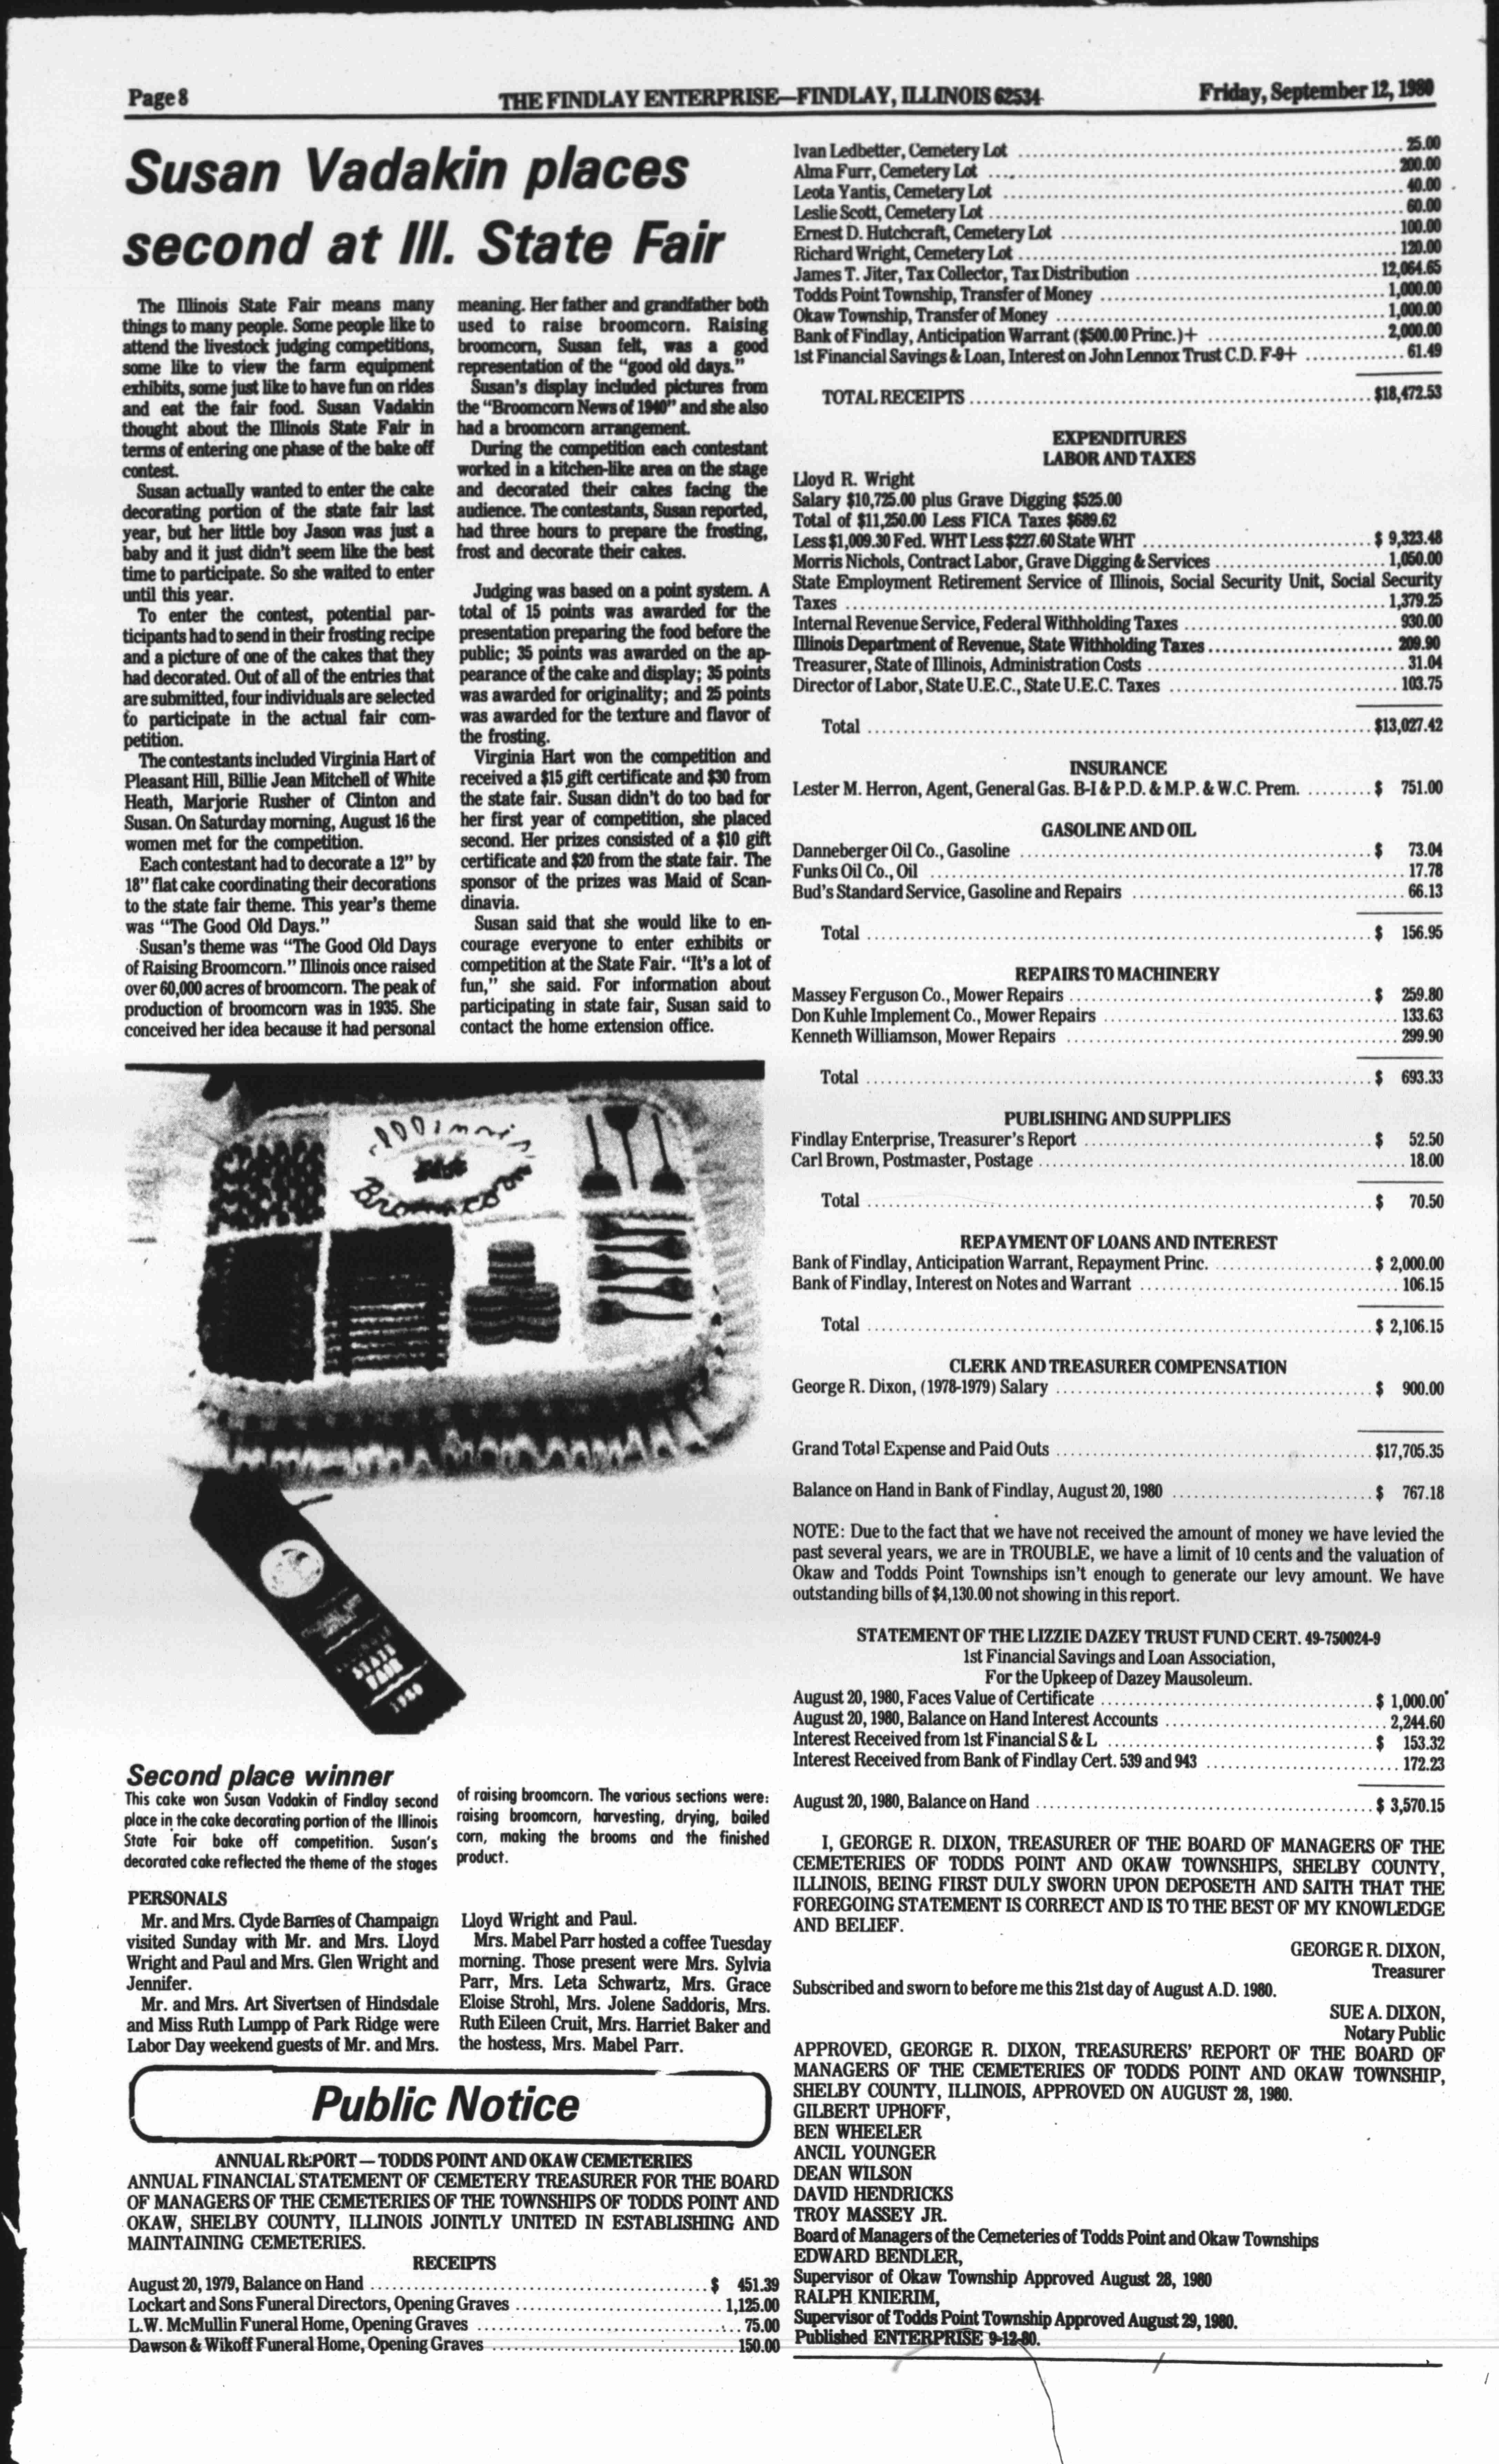 Page 8
THE FINDLAY ENTERPRISE—FINDLAY, ILLINOIS 62534
Friday, September 12, 1980
Susan Vadakin places
second at Ill. State Fair
The Illinois State Fair means many
things to many people. Some people like to
attend the livestock judging competitions,
some like to view the farm equipment
exhibits, some just like to have fun on rides
and eat the fair food. Susan Vadakin
thought about the Illinois State Fair in
terms of entering one phase of the bake off
contest.
Susan actually wanted to enter the cake
decorating portion of the state fair last
year, but her little boy Jason was just a
baby and it just didn't seem like the best
time to participate. So she waited to enter
until this year.
To enter the contest, potential par-
ticipants had to send in their frosting recipe
and a picture of one of the cakes that they
had decorated. Out of all of the entries that
are submitted, four individuals are selected
to participate in the actual fair com-
petition.
The contestants included Virginia Hart of
Pleasant Hill, Billie Jean Mitchell of White
Heath, Marjorie Rusher of Clinton and
Susan. On Saturday morning, August 16 the
women met for the competition.
Each contestant had to decorate a 12" by
18" flat cake coordinating their decorations
to the state fair theme. This year's theme
was "The Good Old Days."
Susan's theme was "The Good Old Days
of Raising Broomcorn." Illinois once raised
over 60,000 acres of broomcorn. The peak of
production of broomcorn was in 1935. She
conceived her idea because it had personal
meaning. Her father and grandfather both
used to raise broomcorn. Raising
broomcorn, Susan felt, was a good
representation of the "good old days."
Susan's display included pictures from
the "Broomcorn News of 1940" and she also
had a broomcorn arrangement.
During the competition each contestant
worked in a kitchen-like area on the stage
and decorated their cakes facing the
audience. The contestants, Susan reported,
had three hours to prepare the frosting,
frost and decorate their cakes.
Judging was based on a point system. A
total of 15 points was awarded for the
presentation preparing the food before the
public; 35 points was awarded on the ap-
pearance of the cake and display; 35 points
was awarded for originality; and 25 points
was awarded for the texture and flavor of
the frosting.
Virginia Hart won the competition and
received a $15 gift certificate and $30 from
the state fair. Susan didn't do too bad for
her first year of competition, she placed
second. Her prizes consisted of a $10 gift
certificate and $20 from the state fair. The
sponsor of the prizes was Maid of Scan-
dinavia.
Susan said that she would like to en-
courage everyone to enter exhibits or
competition at the State Fair. "It's a lot of
fun," she said. For information about
participating in state fair, Susan said to
contact the home extension office.
STATE
FAIR
1980
Second place winner
This cake won Susan Vadakin of Findlay second
place in the cake decorating portion of the Illinois
State Fair bake off competition. Susan's
decorated cake reflected the theme of the stages
of raising broomcorn. The various sections were:
raising broomcorn, harvesting, drying, bailed
corn, making the brooms and the finished
product.
PERSONALS
Mr. and Mrs. Clyde Barnes of Champaign
visited Sunday with Mr. and Mrs. Lloyd
Wright and Paul and Mrs. Glen Wright and
Jennifer.
Mr. and Mrs. Art Sivertsen of Hindsdale
and Miss Ruth Lumpp of Park Ridge were
Labor Day weekend guests of Mr. and Mrs.
Lloyd Wright and Paul.
Mrs. Mabel Parr hosted a coffee Tuesday
morning. Those present were Mrs. Sylvia
Parr, Mrs. Leta Schwartz, Mrs. Grace
Eloise Strohl, Mrs. Jolene Saddoris, Mrs.
Ruth Eileen Cruit, Mrs. Harriet Baker and
the hostess, Mrs. Mabel Parr.
Public Notice
ANNUAL REPORT — TODDS POINT AND OKAW CEMETERIES
ANNUAL FINANCIAL STATEMENT OF CEMETERY TREASURER FOR THE BOARD
OF MANAGERS OF THE CEMETERIES OF THE TOWNSHIPS OF TODDS POINT AND
OKAW, SHELBY COUNTY, ILLINOIS JOINTLY UNITED IN ESTABLISHING AND
MAINTAINING CEMETERIES.
RECEIPTS
August 20, 1979, Balance on Hand ........ $ 451.39
Lockart and Sons Funeral Directors, Opening Graves ........ 1,125.00
L.W. McMullin Funeral Home, Opening Graves ........ 75.00
Dawson & Wikoff Funeral Home, Opening Graves ........ 150.00
Ivan Ledbetter, Cemetery Lot ........ 25.00
Alma Furr, Cemetery Lot ........ 200.00
Leota Yantis, Cemetery Lot ........ 40.00
Leslie Scott, Cemetery Lot ........ 60.00
Ernest D. Hutchcraft, Cemetery Lot ........ 100.00
Richard Wright, Cemetery Lot ........ 120.00
James T. Jiter, Tax Collector, Tax Distribution ........ 12,064.65
Todds Point Township, Transfer of Money ........ 1,000.00
Okaw Township, Transfer of Money ........ 1,000.00
Bank of Findlay, Anticipation Warrant ($500.00 Princ.)+ ........ 2,000.00
1st Financial Savings & Loan, Interest on John Lennox Trust C.D. F-9+ ........ 61.49
TOTAL RECEIPTS ........ $18,472.53
EXPENDITURES
LABOR AND TAXES
Lloyd R. Wright
Salary $10,725.00 plus Grave Digging $525.00
Total of $11,250.00 Less FICA Taxes $689.62
Less $1,009.30 Fed. WHT Less $227.60 State WHT ........ $ 9,323.48
Morris Nichols, Contract Labor, Grave Digging & Services ........ 1,050.00
State Employment Retirement Service of Illinois, Social Security Unit, Social Security
Taxes ........ 1,379.25
Internal Revenue Service, Federal Withholding Taxes ........ 930.00
Illinois Department of Revenue, State Withholding Taxes ........ 209.90
Treasurer, State of Illinois, Administration Costs ........ 31.04
Director of Labor, State U.E.C., State U.E.C. Taxes ........ 103.75
Total ........ $13,027.42
INSURANCE
Lester M. Herron, Agent, General Gas. B-I & P.D. & M.P. & W.C. Prem. ........ $ 751.00
GASOLINE AND OIL
Danneberger Oil Co., Gasoline ........ $ 73.04
Funks Oil Co., Oil ........ 17.78
Bud's Standard Service, Gasoline and Repairs ........ 66.13
Total ........ $ 156.95
REPAIRS TO MACHINERY
Massey Ferguson Co., Mower Repairs ........ $ 259.80
Don Kuhle Implement Co., Mower Repairs ........ 133.63
Kenneth Williamson, Mower Repairs ........ 299.90
Total ........ $ 693.33
PUBLISHING AND SUPPLIES
Findlay Enterprise, Treasurer's Report ........ $ 52.50
Carl Brown, Postmaster, Postage ........ 18.00
Total ........ $ 70.50
REPAYMENT OF LOANS AND INTEREST
Bank of Findlay, Anticipation Warrant, Repayment Princ. ........ $ 2,000.00
Bank of Findlay, Interest on Notes and Warrant ........ 106.15
Total ........ $ 2,106.15
CLERK AND TREASURER COMPENSATION
George R. Dixon, (1978-1979) Salary ........ $ 900.00
Grand Total Expense and Paid Outs ........ $17,705.35
Balance on Hand in Bank of Findlay, August 20, 1980 ........ $ 767.18
NOTE: Due to the fact that we have not received the amount of money we have levied the
past several years, we are in TROUBLE, we have a limit of 10 cents and the valuation of
Okaw and Todds Point Townships isn't enough to generate our levy amount. We have
outstanding bills of $4,130.00 not showing in this report.
STATEMENT OF THE LIZZIE DAZEY TRUST FUND CERT. 49-750024-9
1st Financial Savings and Loan Association,
For the Upkeep of Dazey Mausoleum.
August 20, 1980, Faces Value of Certificate ........ $ 1,000.00
August 20, 1980, Balance on Hand Interest Accounts ........ 2,244.60
Interest Received from 1st Financial S & L ........ $ 153.32
Interest Received from Bank of Findlay Cert. 539 and 943 ........ 172.23
August 20, 1980, Balance on Hand ........ $ 3,570.15
I, GEORGE R. DIXON, TREASURER OF THE BOARD OF MANAGERS OF THE
CEMETERIES OF TODDS POINT AND OKAW TOWNSHIPS, SHELBY COUNTY,
ILLINOIS, BEING FIRST DULY SWORN UPON DEPOSETH AND SAITH THAT THE
FOREGOING STATEMENT IS CORRECT AND IS TO THE BEST OF MY KNOWLEDGE
AND BELIEF.
GEORGE R. DIXON,
Treasurer
Subscribed and sworn to before me this 21st day of August A.D. 1980.
SUE A. DIXON,
Notary Public
APPROVED, GEORGE R. DIXON, TREASURERS' REPORT OF THE BOARD OF
MANAGERS OF THE CEMETERIES OF TODDS POINT AND OKAW TOWNSHIP,
SHELBY COUNTY, ILLINOIS, APPROVED ON AUGUST 28, 1980.
GILBERT UPHOFF,
BEN WHEELER
ANCIL YOUNGER
DEAN WILSON
DAVID HENDRICKS
TROY MASSEY JR.
Board of Managers of the Cemeteries of Todds Point and Okaw Townships
EDWARD BENDLER,
Supervisor of Okaw Township Approved August 28, 1980
RALPH KNIERIM,
Supervisor of Todds Point Township Approved August 29, 1980.
Published ENTERPRISE 9-12-80.